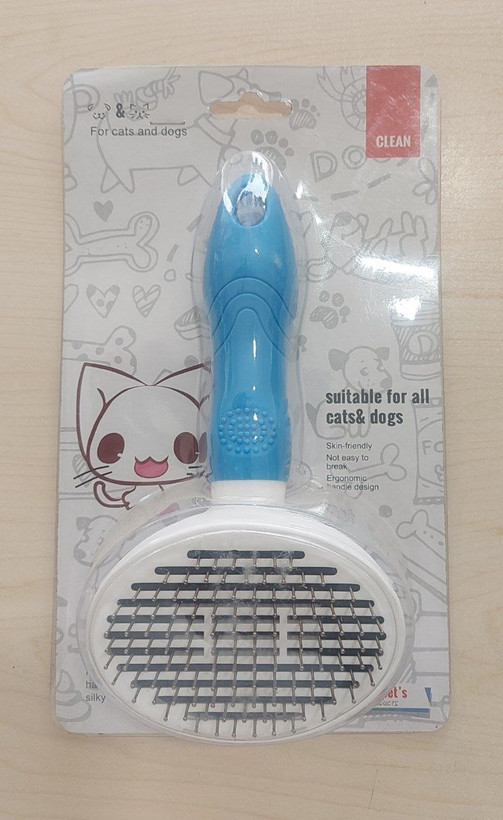 &
For cats and dogs
CLEAN
suitable for all
cats& dogs
Skin-friendly
Not easy to
break
Ergonomic
handle design
silky